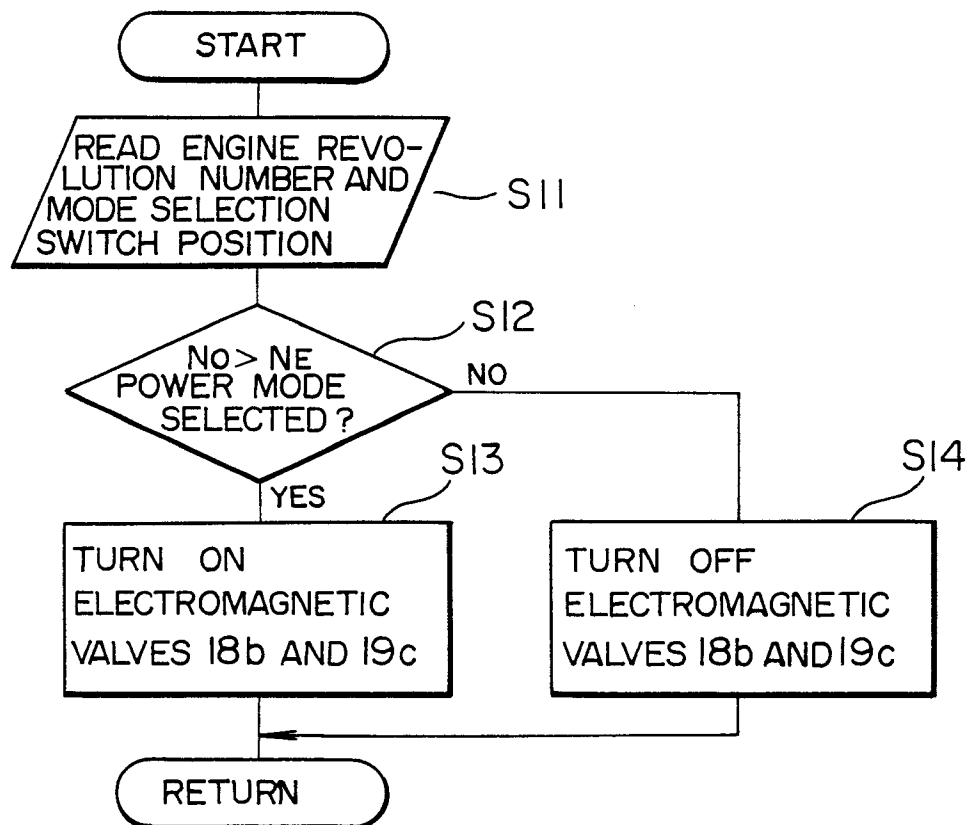 START
READ ENGINE REVO-
LUTION NUMBER AND
MODE SELECTION
SWITCH POSITION
S11
S12
No > NE
POWER MODE
SELECTED?
NO
YES
S13
TURN ON
ELECTROMAGNETIC
VALVES 18b AND 19c
S14
TURN OFF
ELECTROMAGNETIC
VALVES 18b AND 19c
RETURN